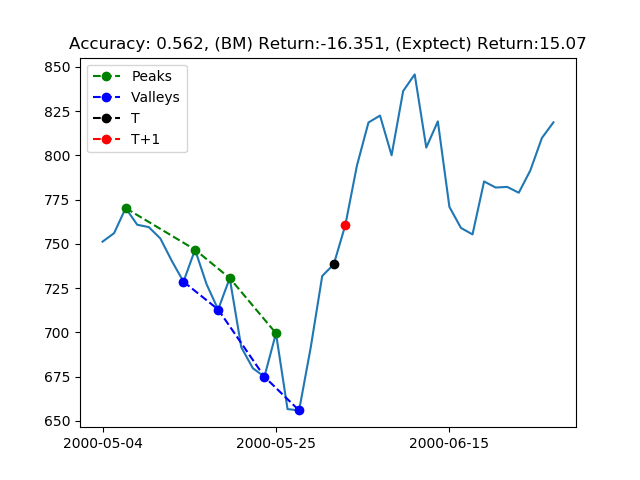 Accuracy: 0.562, (BM) Return:-16.351, (Exptect) Return:15.07
850
825
800
775
750
725
700
675
650
Peaks
Valleys
T
T+1
2000-05-04
2000-05-25
2000-06-15